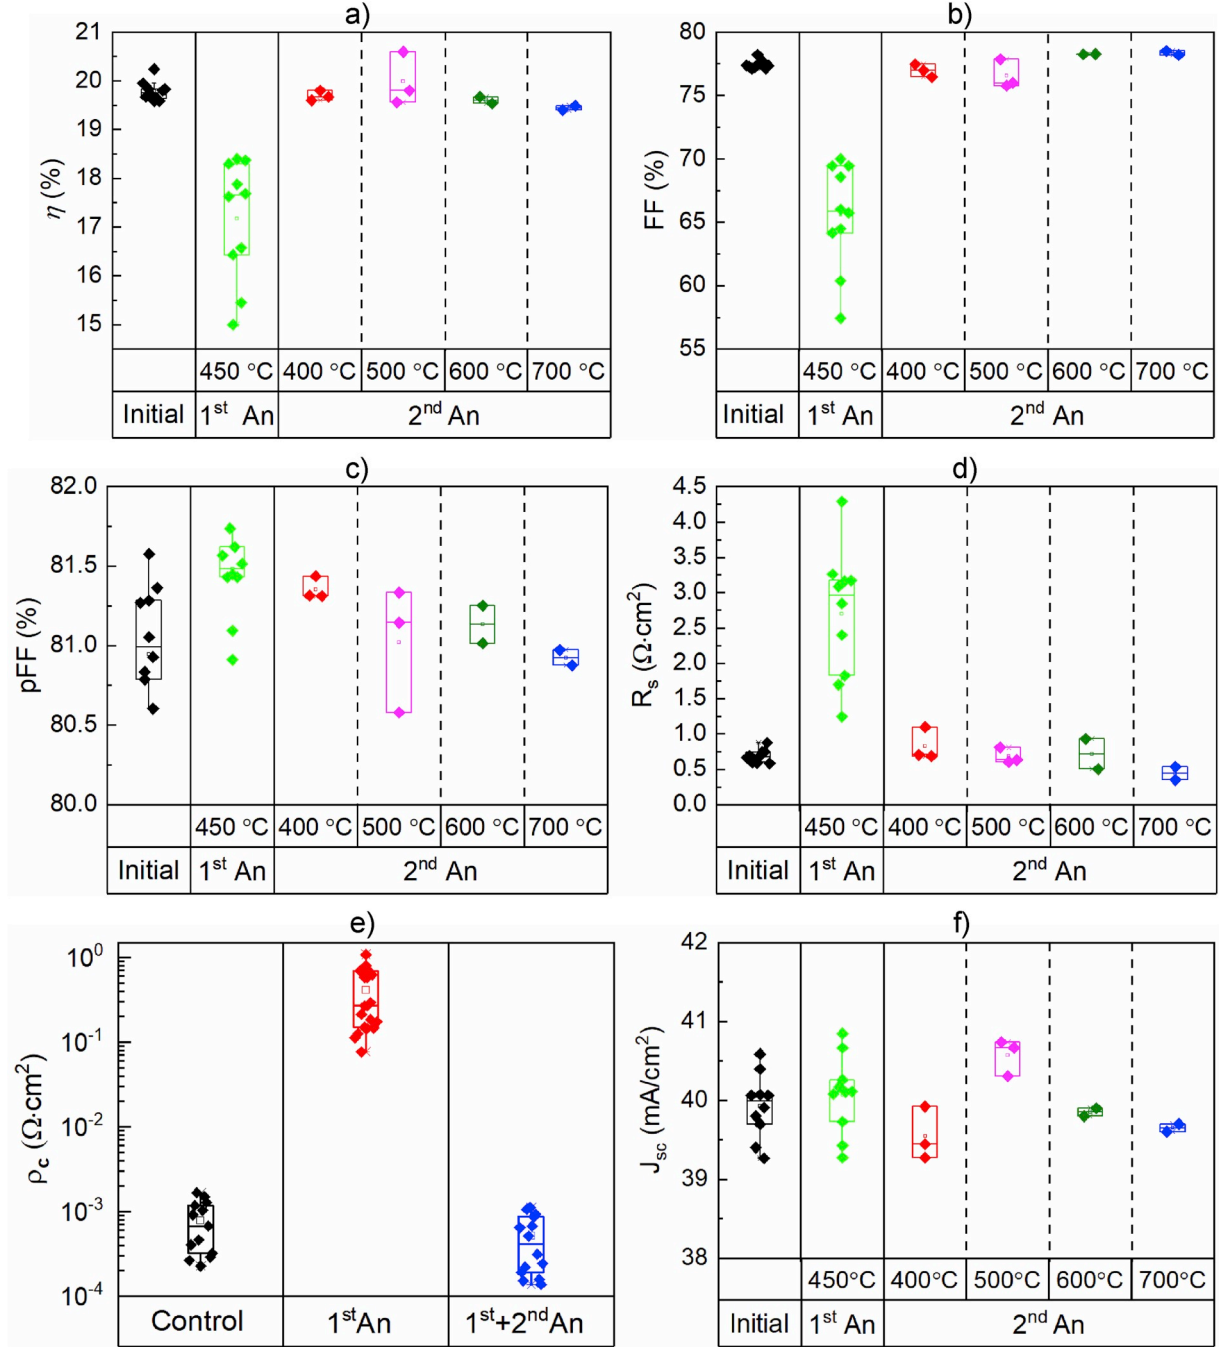 a)
21
20
19
18
17
16
15
η (%)
450 °C 400 °C 500 °C 600 °C 700 °C
Initial 1st An 2nd An
b)
80
75
70
65
60
55
FF (%)
450 °C 400 °C 500 °C 600 °C 700 °C
Initial 1st An 2nd An
c)
82.0
81.5
81.0
80.5
80.0
pFF (%)
450 °C 400 °C 500 °C 600 °C 700 °C
Initial 1st An 2nd An
d)
4.5
4.0
3.5
3.0
2.5
2.0
1.5
1.0
0.5
0.0
Rs (Ω·cm2)
450 °C 400 °C 500 °C 600 °C 700 °C
Initial 1st An 2nd An
e)
10^0
10^-1
10^-2
10^-3
10^-4
ρc (Ω·cm2)
Control 1stAn 1st+2ndAn
f)
42
41
40
39
38
Jsc (mA/cm2)
450°C 400°C 500°C 600°C 700°C
Initial 1st An 2nd An